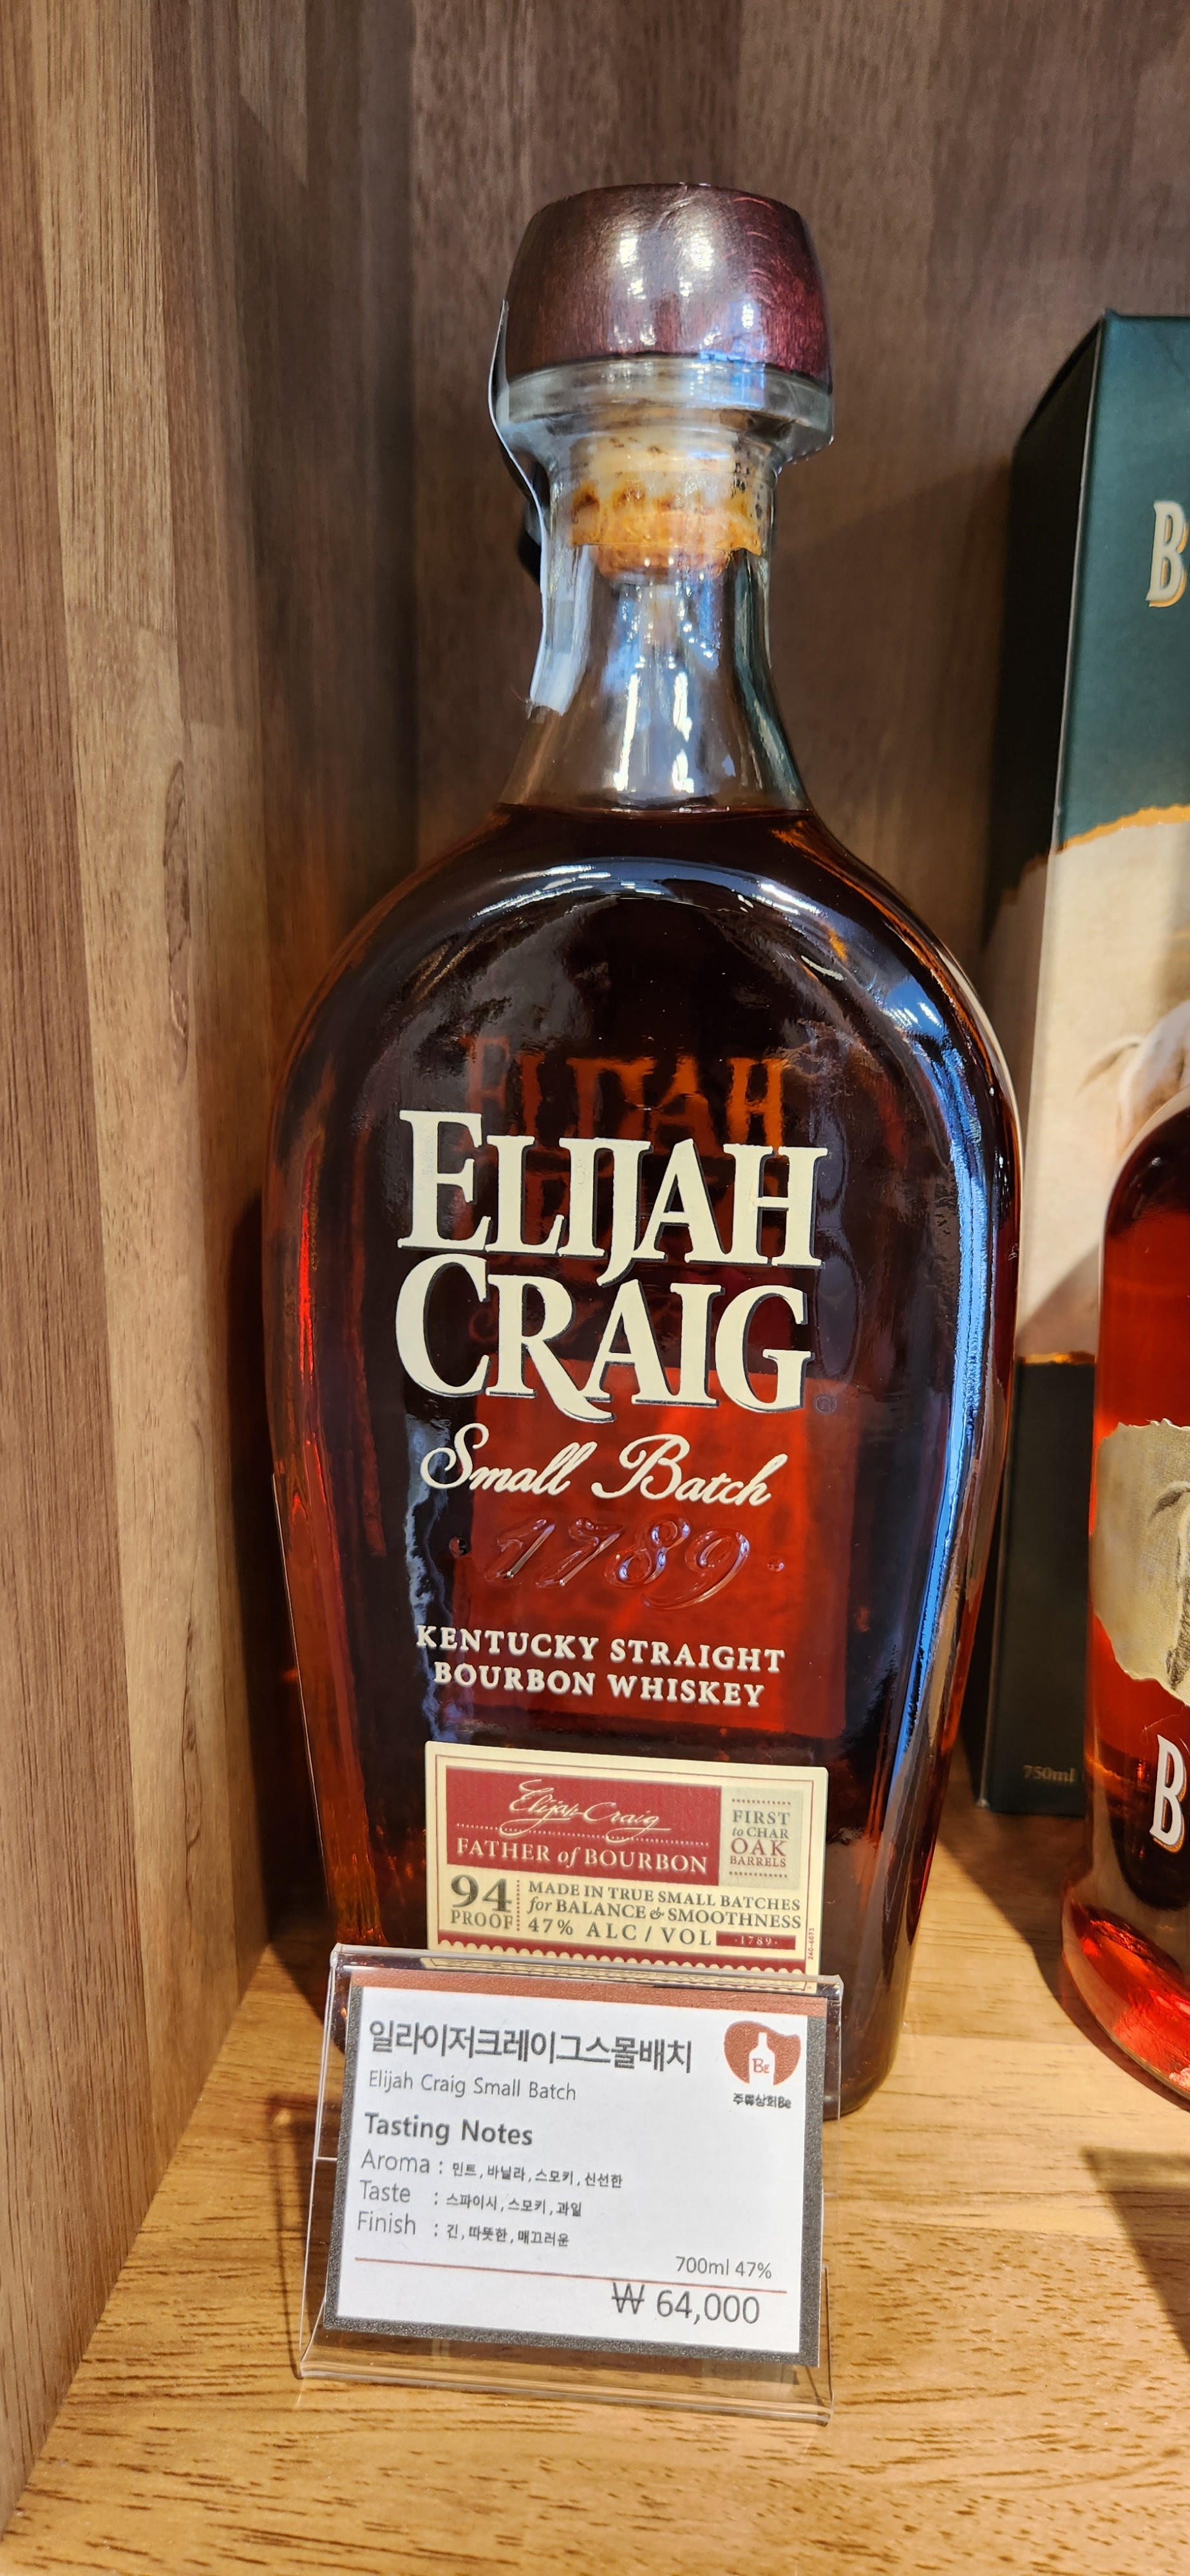 ELIJAH
CRAIG
Small Batch
1789
KENTUCKY STRAIGHT
BOURBON WHISKEY
Elijah Craig
FATHER of BOURBON
FIRST
to CHAR
OAK
BARRELS
94
PROOF
MADE IN TRUE SMALL BATCHES
for BALANCE & SMOOTHNESS
47% ALC / VOL
·1789·
일라이저크레이그스몰배치
Elijah Craig Small Batch
BE
주류상회Be
Tasting Notes
Aroma : 민트, 바닐라, 스모키, 신선한
Taste : 스파이시, 스모키, 과일
Finish : 긴, 따뜻한, 매끄러운
700ml 47%
₩ 64,000
B
750ml
B